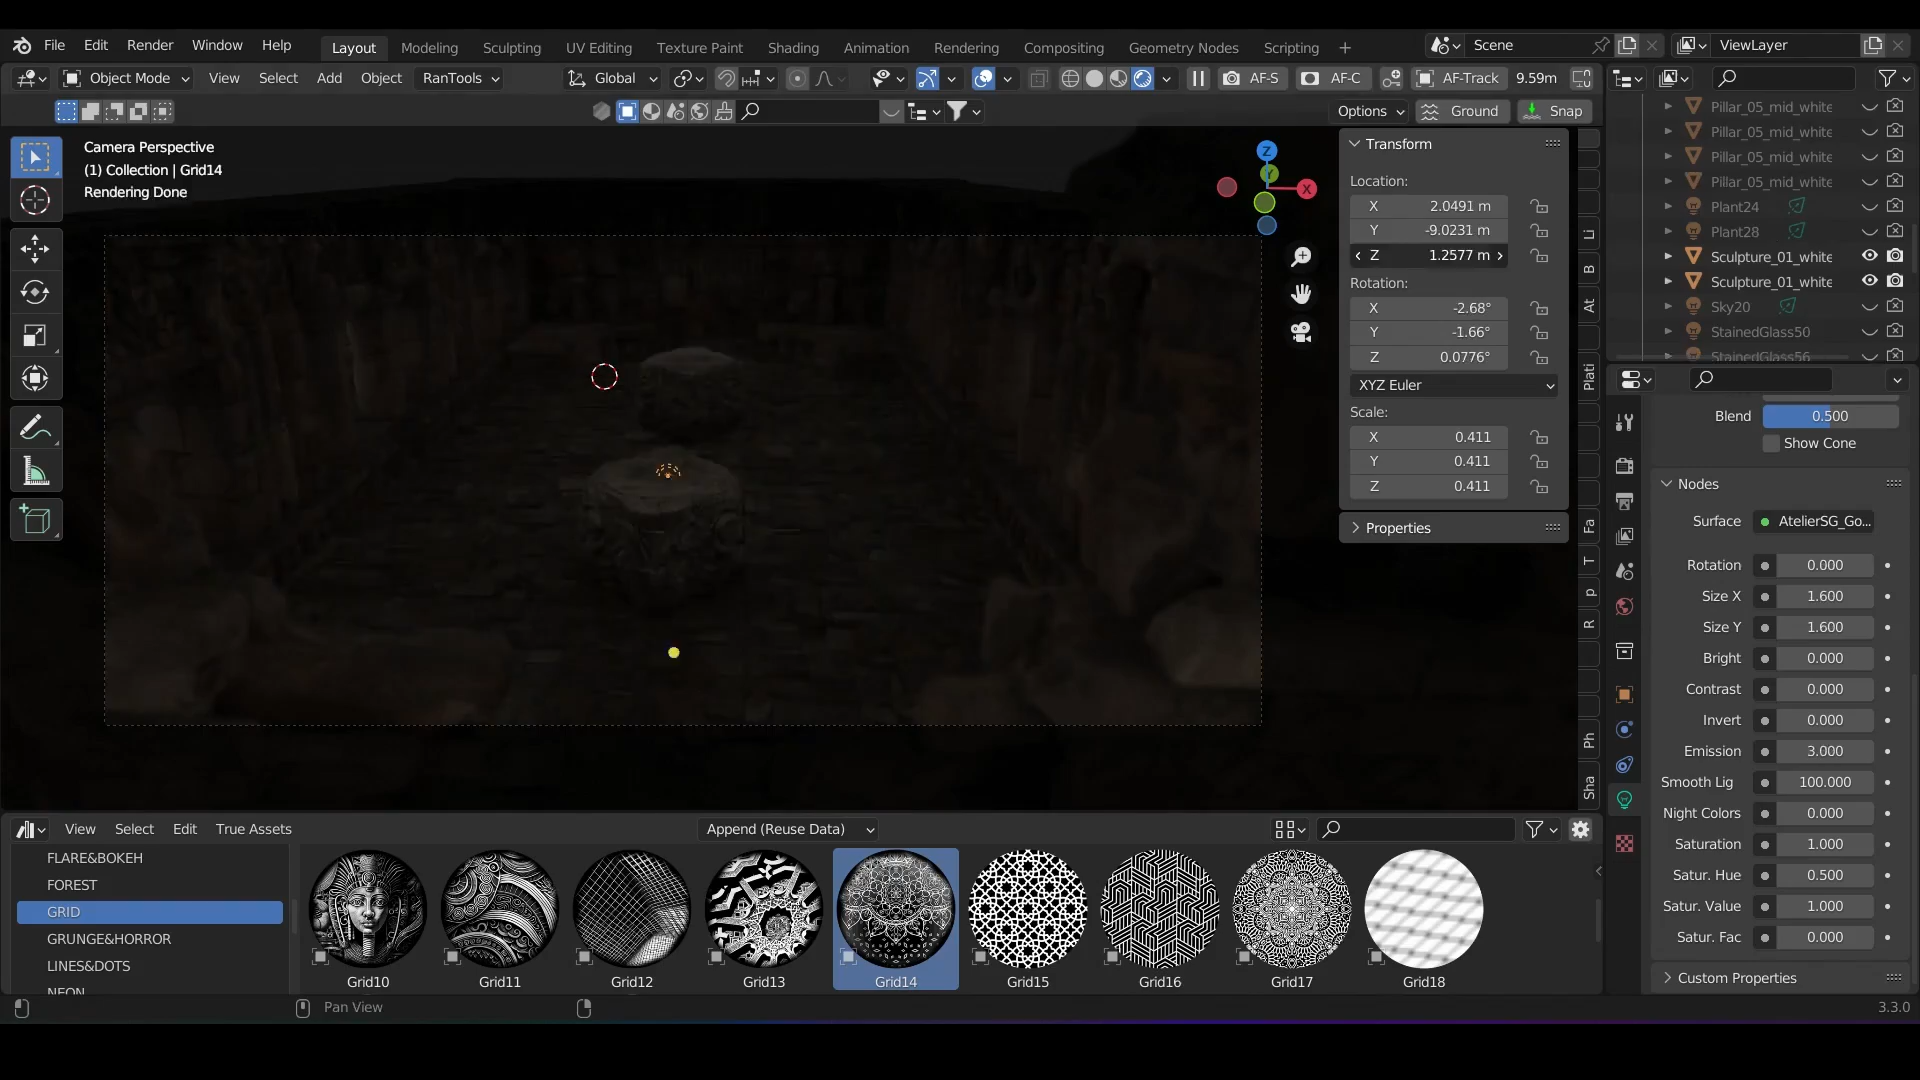 File Edit Render Window Help
Layout Modeling Sculpting UV Editing Texture Paint Shading Animation Rendering Compositing Geometry Nodes Scripting +
Scene
ViewLayer
Object Mode View Select Add Object RanTools
Global
AF-S AF-C AF-Track 9.59m
Options Ground Snap
Camera Perspective
(1) Collection | Grid14
Rendering Done
Z
X
Transform
Location:
X 2.0491 m
Y -9.0231 m
Z 1.2577 m
Rotation:
X -2.68°
Y -1.66°
Z 0.0776°
XYZ Euler
Scale:
X 0.411
Y 0.411
Z 0.411
Properties
Li
B
At
Plati
Fa
T
p
R
Ph
Sha
Pillar_05_mid_white
Pillar_05_mid_white
Pillar_05_mid_white
Pillar_05_mid_white
Plant24
Plant28
Sculpture_01_white
Sculpture_01_white
Sky20
StainedGlass50
StainedGlass56
Blend 0.500
Show Cone
Nodes
Surface AtelierSG_Go...
Rotation 0.000
Size X 1.600
Size Y 1.600
Bright 0.000
Contrast 0.000
Invert 0.000
Emission 3.000
Smooth Lig 100.000
Night Colors 0.000
Saturation 1.000
Satur. Hue 0.500
Satur. Value 1.000
Satur. Fac 0.000
Custom Properties
View Select Edit True Assets
Append (Reuse Data)
FLARE&BOKEH
FOREST
GRID
GRUNGE&HORROR
LINES&DOTS
NEON
Grid10 Grid11 Grid12 Grid13 Grid14 Grid15 Grid16 Grid17 Grid18
Pan View
3.3.0